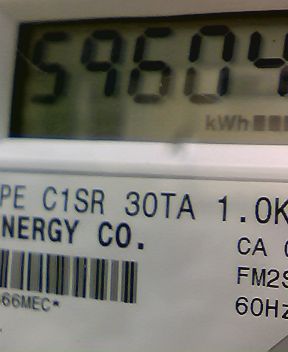 59604
kWh
PE C1SR 30TA 1.0K
NERGY CO.
CA
FM2S
66MEC*
60Hz